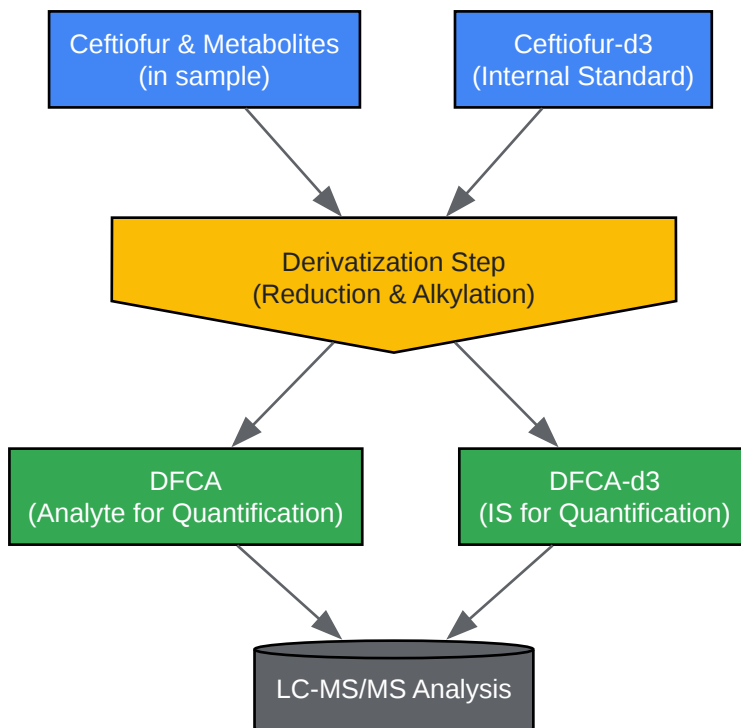 Ceftiofur & Metabolites
(in sample)
Ceftiofur-d3
(Internal Standard)
Derivatization Step
(Reduction & Alkylation)
DFCA
(Analyte for Quantification)
DFCA-d3
(IS for Quantification)
LC-MS/MS Analysis